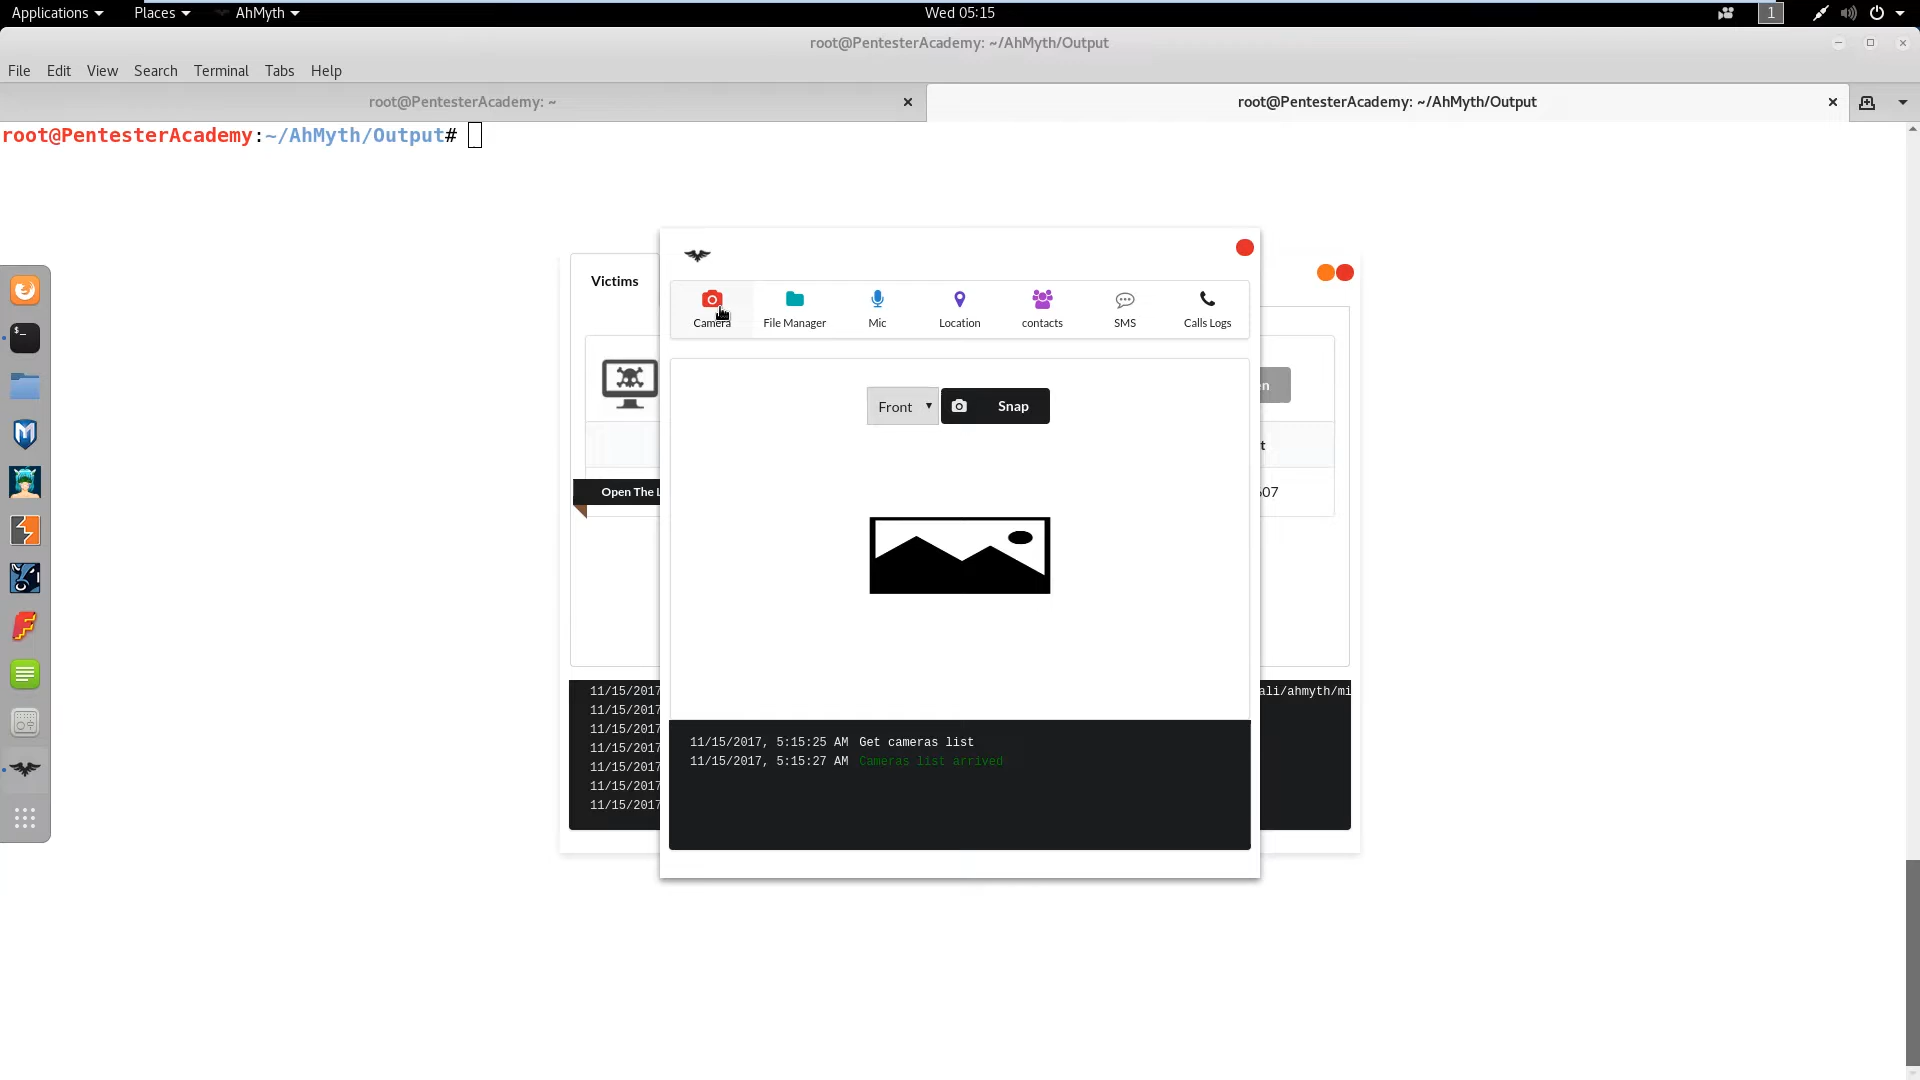 Applications Places AhMyth Wed 05:15 1
root@PentesterAcademy: ~/AhMyth/Output
File Edit View Search Terminal Tabs Help
root@PentesterAcademy: ~
root@PentesterAcademy: ~/AhMyth/Output
root@PentesterAcademy:~/AhMyth/Output#
Victims
Camera File Manager Mic Location contacts SMS Calls Logs
Front Snap
Open The
11/15/2017
11/15/2017
11/15/2017
11/15/2017
11/15/2017
11/15/2017
11/15/2017
ali/ahmyth/mi
11/15/2017, 5:15:25 AM Get cameras list
11/15/2017, 5:15:27 AM Cameras list arrived